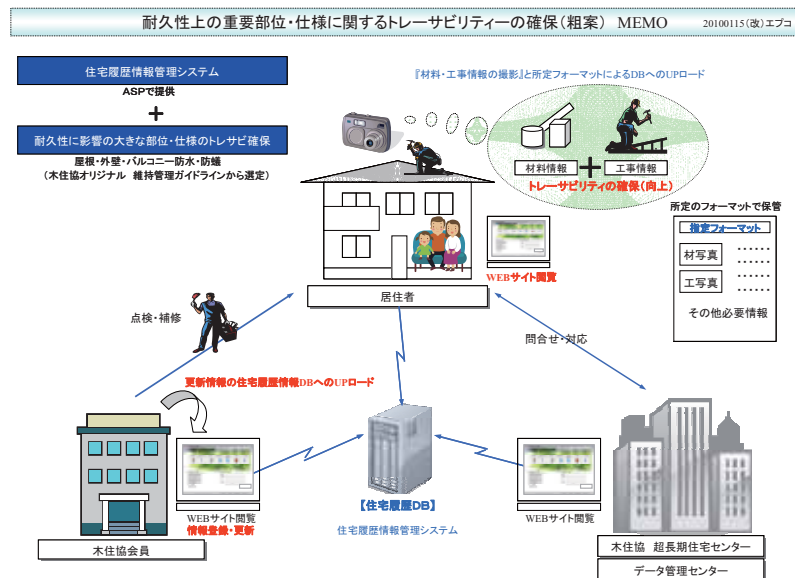 耐久性上の重要部位・仕様に関するトレーサビリティーの確保（粗案） MEMO
20100115（改）エプコ
住宅履歴情報管理システム
ASPで提供
+
耐久性に影響の大きな部位・仕様のトレサビ確保
屋根・外壁・バルコニー防水・防蟻
（木住協オリジナル 維持管理ガイドラインから選定）
『材料・工事情報の撮影』と所定フォーマットによるDBへのUPロード
材料情報
+
工事情報
トレーサビリティの確保（向上）
所定のフォーマットで保管
指定フォーマット
材写真 ‥‥‥
‥‥‥
工写真 ‥‥‥
‥‥‥
その他必要情報
WEBサイト閲覧
居住者
点検・補修
問合せ・対応
更新情報の住宅履歴情報DBへのUPロード
WEBサイト閲覧
情報登録・更新
木住協会員
【住宅履歴DB】
住宅履歴情報管理システム
WEBサイト閲覧
木住協 超長期住宅センター
データ管理センター